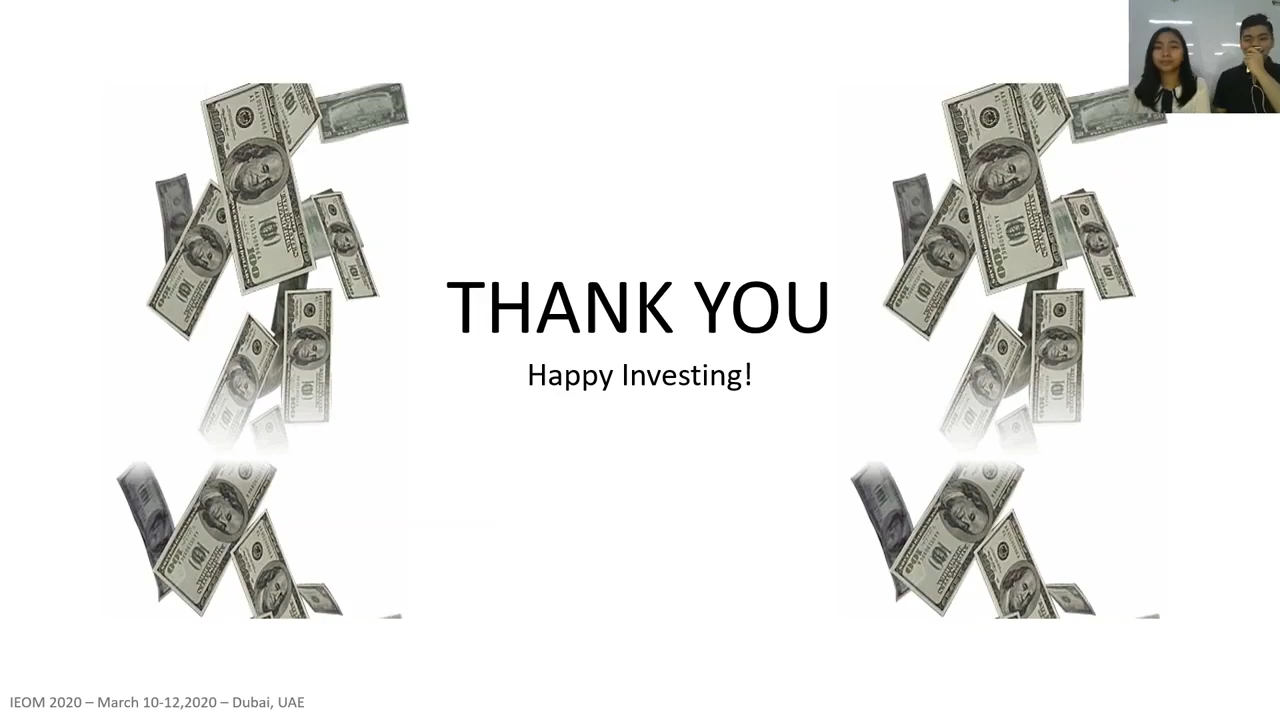 THANK YOU
Happy Investing!
IEOM 2020 – March 10-12,2020 – Dubai, UAE